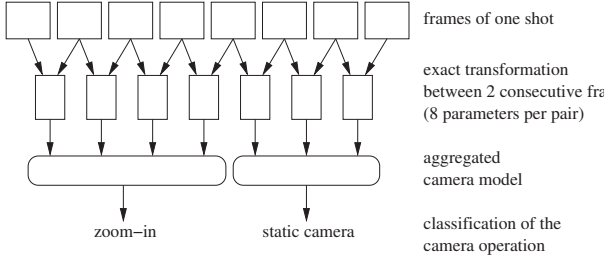 frames of one shot
exact transformation
between 2 consecutive fra
(8 parameters per pair)
aggregated
camera model
zoom−in
static camera
classification of the
camera operation